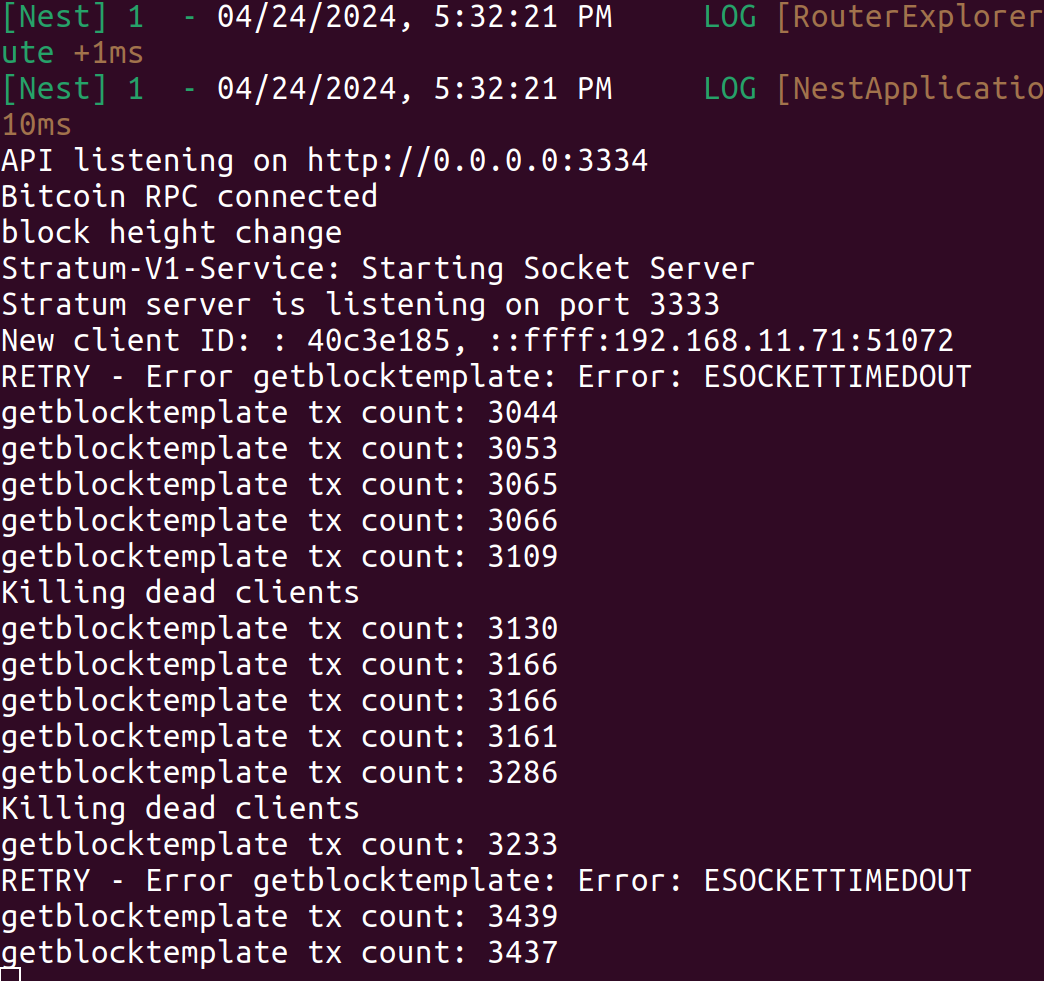 [Nest] 1  - 04/24/2024, 5:32:21 PM     LOG [RouterExplorer
ute +1ms
[Nest] 1  - 04/24/2024, 5:32:21 PM     LOG [NestApplicatio
10ms
API listening on http://0.0.0.0:3334
Bitcoin RPC connected
block height change
Stratum-V1-Service: Starting Socket Server
Stratum server is listening on port 3333
New client ID: : 40c3e185, ::ffff:192.168.11.71:51072
RETRY - Error getblocktemplate: Error: ESOCKETTIMEDOUT
getblocktemplate tx count: 3044
getblocktemplate tx count: 3053
getblocktemplate tx count: 3065
getblocktemplate tx count: 3066
getblocktemplate tx count: 3109
Killing dead clients
getblocktemplate tx count: 3130
getblocktemplate tx count: 3166
getblocktemplate tx count: 3166
getblocktemplate tx count: 3161
getblocktemplate tx count: 3286
Killing dead clients
getblocktemplate tx count: 3233
RETRY - Error getblocktemplate: Error: ESOCKETTIMEDOUT
getblocktemplate tx count: 3439
getblocktemplate tx count: 3437